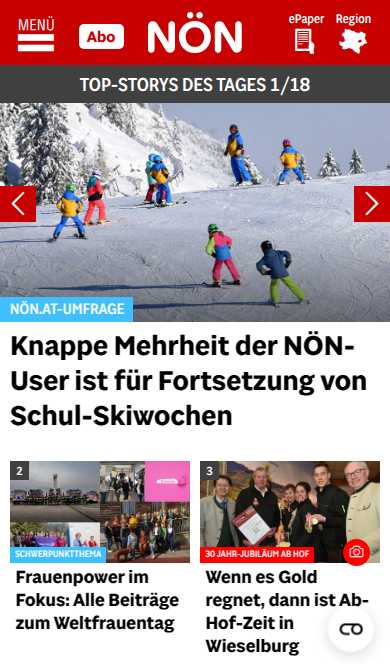 MENÜ
Abo
NÖN
ePaper
Region
TOP-STORYS DES TAGES 1/18
NÖN.AT-UMFRAGE
Knappe Mehrheit der NÖN-
User ist für Fortsetzung von
Schul-Skiwochen
2
SCHWERPUNKTTHEMA
Frauenpower im
Fokus: Alle Beiträge
zum Weltfrauentag
3
30 JAHR-JUBILÄUM AB HOF
Wenn es Gold
regnet, dann ist Ab-
Hof-Zeit in
Wieselburg